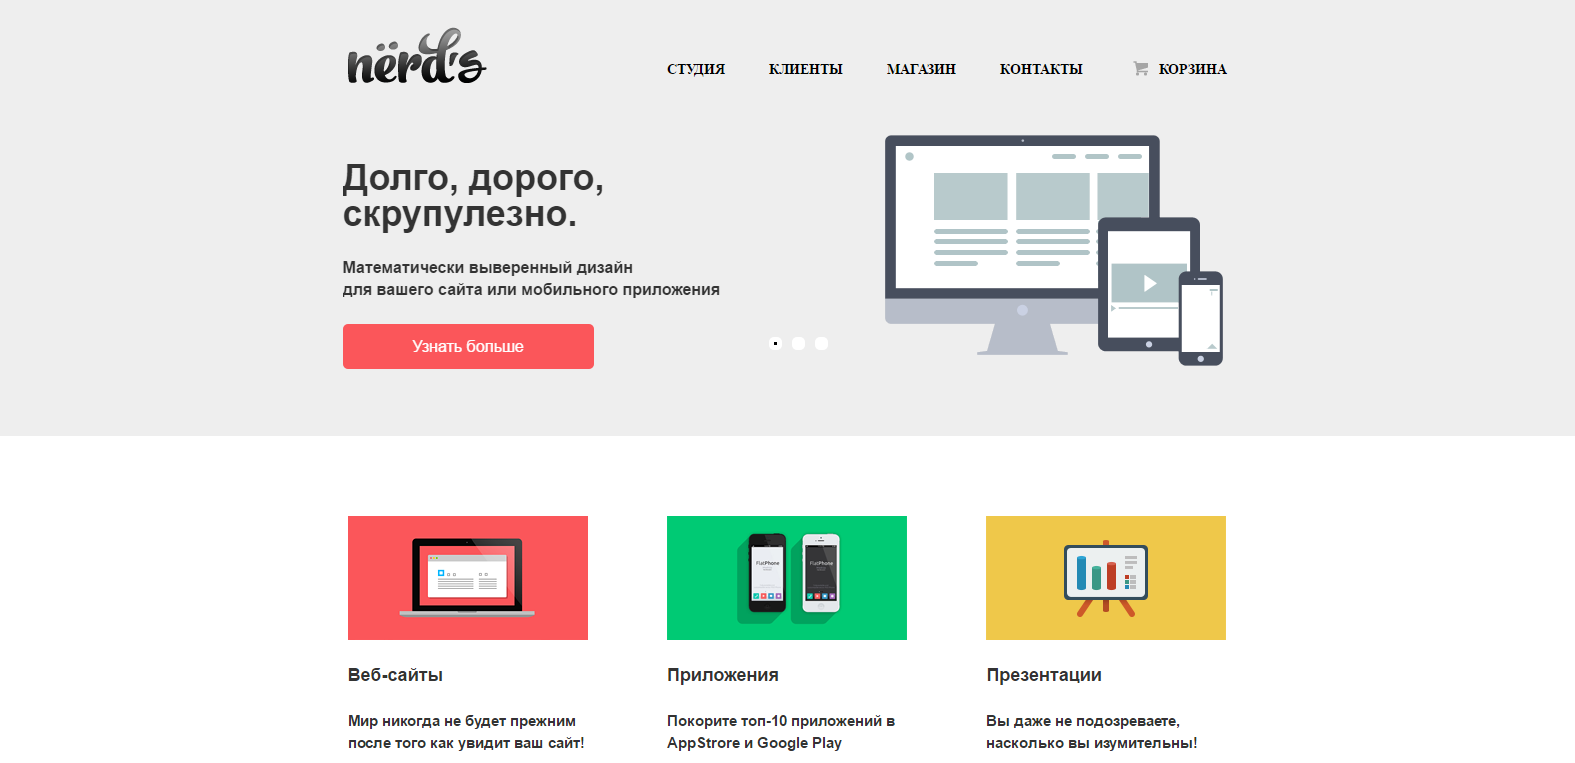 nërd's
СТУДИЯ КЛИЕНТЫ МАГАЗИН КОНТАКТЫ КОРЗИНА
Долго, дорого,
скрупулезно.
Математически выверенный дизайн
для вашего сайта или мобильного приложения
Узнать больше
FlatPhone FlatPhone
Веб-сайты
Приложения
Презентации
Мир никогда не будет прежним
после того как увидит ваш сайт!
Покорите топ-10 приложений в
AppStrore и Google Play
Вы даже не подозреваете,
насколько вы изумительны!